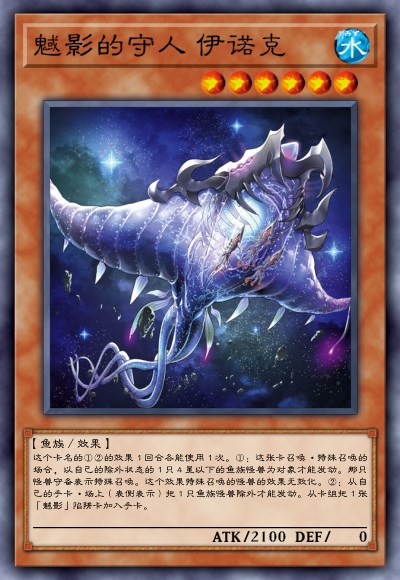 魊影的守人 伊诺克
水
【鱼族/效果】
这个卡名的①②的效果1回合各能使用1次。①:这张卡召唤·特殊召唤的
场合,以自己的除外状态的1只4星以下的鱼族怪兽为对象才能发动。那只
怪兽守备表示特殊召唤。这个效果特殊召唤的怪兽的效果无效化。②:从自
己的手卡·场上(表侧表示)把1只鱼族怪兽除外才能发动。从卡组把1张
「魊影」陷阱卡加入手卡。
ATK/2100 DEF/ 0